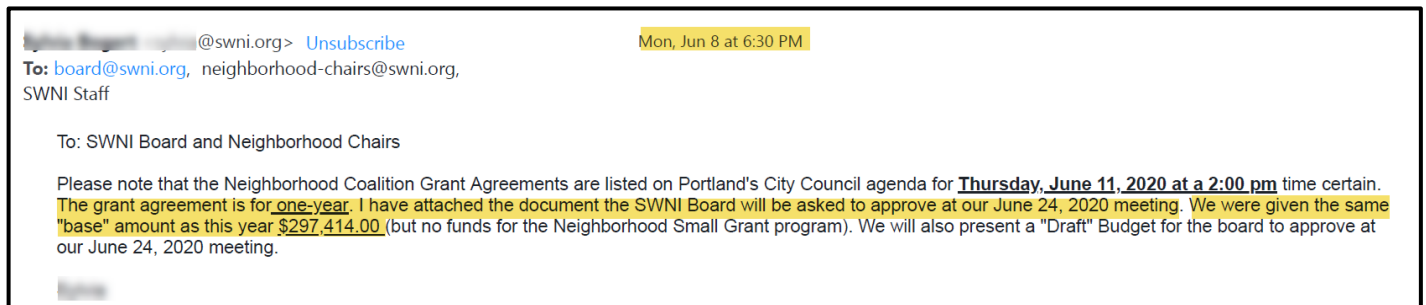 @swni.org> Unsubscribe Mon, Jun 8 at 6:30 PM
To: board@swni.org, neighborhood-chairs@swni.org,
SWNI Staff
To: SWNI Board and Neighborhood Chairs
Please note that the Neighborhood Coalition Grant Agreements are listed on Portland's City Council agenda for Thursday, June 11, 2020 at a 2:00 pm time certain.
The grant agreement is for one-year. I have attached the document the SWNI Board will be asked to approve at our June 24, 2020 meeting. We were given the same
"base" amount as this year $297,414.00 (but no funds for the Neighborhood Small Grant program). We will also present a "Draft" Budget for the board to approve at
our June 24, 2020 meeting.